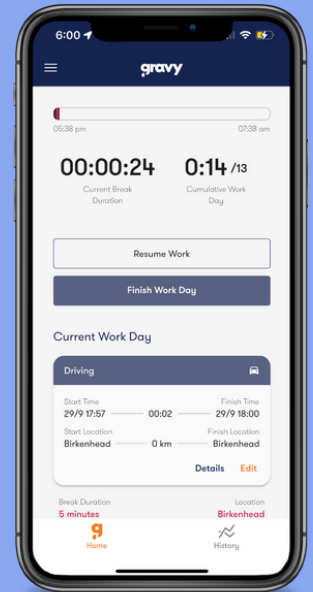 6:00
gravy
05:38 pm 07:38 am
00:00:24 0:14 /13
Current Break Cumulative Work
Duration Day
Resume Work
Finish Work Day
Current Work Day
Driving
Start Time Finish Time
29/9 17:57 00:02 29/9 18:00
Start Location Finish Location
Birkenhead 0 km Birkenhead
Details Edit
Break Duration Location
5 minutes Birkenhead
g
Home History